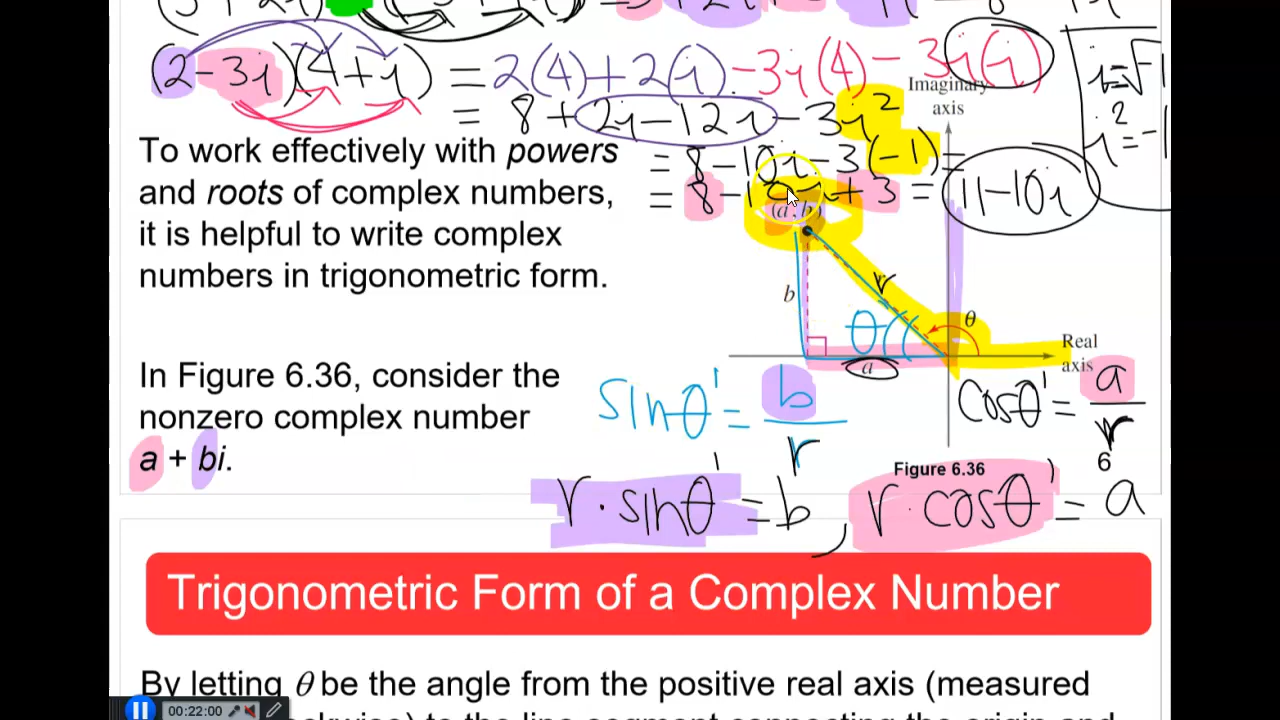 (2-3i)(4+i) = 2(4)+2(i)-3i(4)-3i(i)
= 8+2i-12i-3i²
= 8-10i-3(-1)=
= 8-10i+3 = 11-10i
i=√-1
i²=-1
Imaginary
axis
To work effectively with powers
and roots of complex numbers,
it is helpful to write complex
numbers in trigonometric form.
(a, b)
b
r
θ
θ
a
Real
axis
In Figure 6.36, consider the
nonzero complex number
a + bi.
sinθ' = b/r
cosθ' = a/r
Figure 6.36
6
r·sinθ' = b, r·cosθ' = a
Trigonometric Form of a Complex Number
By letting θ be the angle from the positive real axis (measured
00:22:00